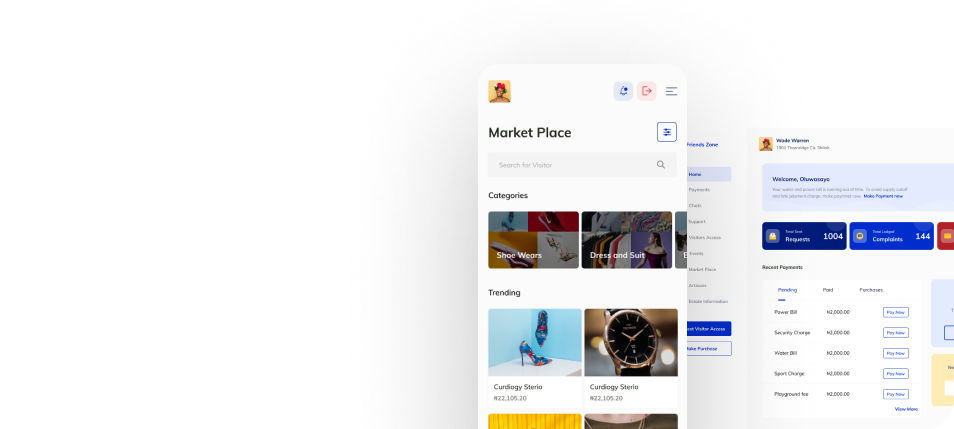 Market Place
Search for Visitor
Categories
Shoe Wears
Dress and Suit
Trending
Curdiogy Sterio
₦22,105.20
Curdiogy Sterio
₦22,105.20
Friends Zone
Home
Payments
Chats
Support
Visitors Access
Events
Market Place
Artisans
Estate Information
Visitor Access
Make Purchase
Wade Warren
Welcome, Oluwasayo
Your water and power bill is running out of time. To avoid supply cutoff
and late payment charge, make payment now. Make Payment now
Total Sent
Requests
1004
Total Lodged
Complaints
144
Recent Payments
Pending
Paid
Purchases
Power Bill ₦2,000.00 Pay Now
Security Charge ₦2,000.00 Pay Now
Water Bill ₦2,000.00 Pay Now
Sport Charge ₦2,000.00 Pay Now
Playground fee ₦2,000.00 Pay Now
View More